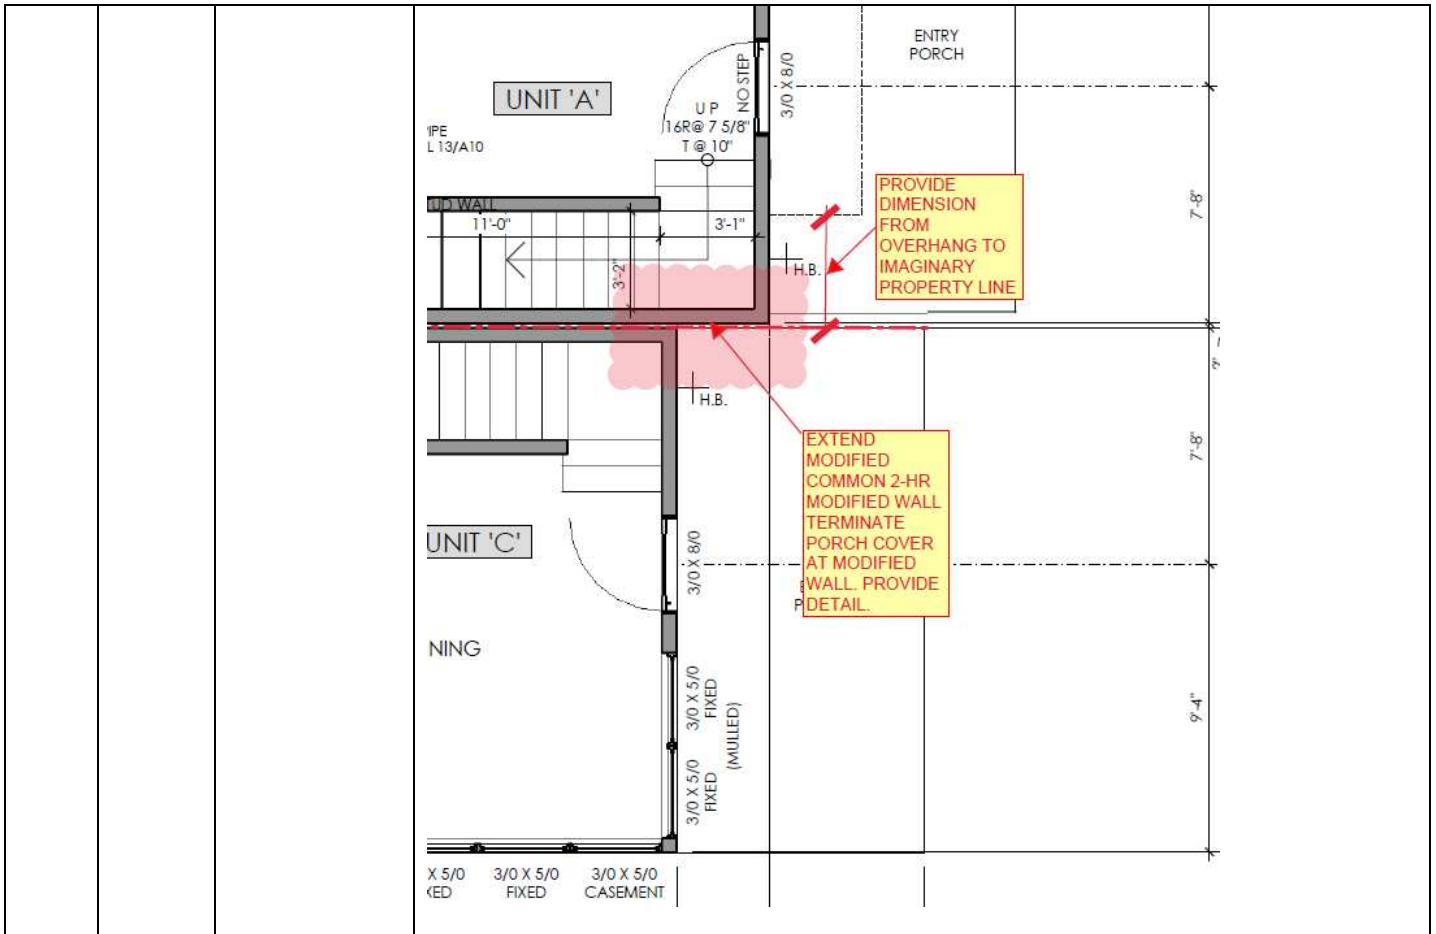 ENTRY
PORCH
UNIT 'A'
NO STEP
3/0 X 8/0
U P
16R@ 7 5/8"
T @ 10"
L 13/A10
7'-8"
PROVIDE
DIMENSION
FROM
OVERHANG TO
IMAGINARY
PROPERTY LINE
UD WALL
11'-0"
3'-1"
3'-2"
H.B.
H.B.
EXTEND
MODIFIED
COMMON 2-HR
MODIFIED WALL
TERMINATE
PORCH COVER
AT MODIFIED
WALL. PROVIDE
DETAIL.
7'-8"
UNIT 'C'
3/0 X 8/0
NING
3/0 X 5/0
FIXED
(MULLED)
3/0 X 5/0
FIXED
9'-4"
X 5/0
XED
3/0 X 5/0
FIXED
3/0 X 5/0
CASEMENT